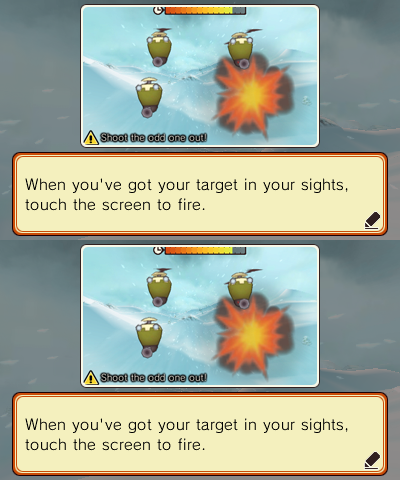 Shoot the odd one out!
When you've got your target in your sights,
touch the screen to fire.
Shoot the odd one out!
When you've got your target in your sights,
touch the screen to fire.